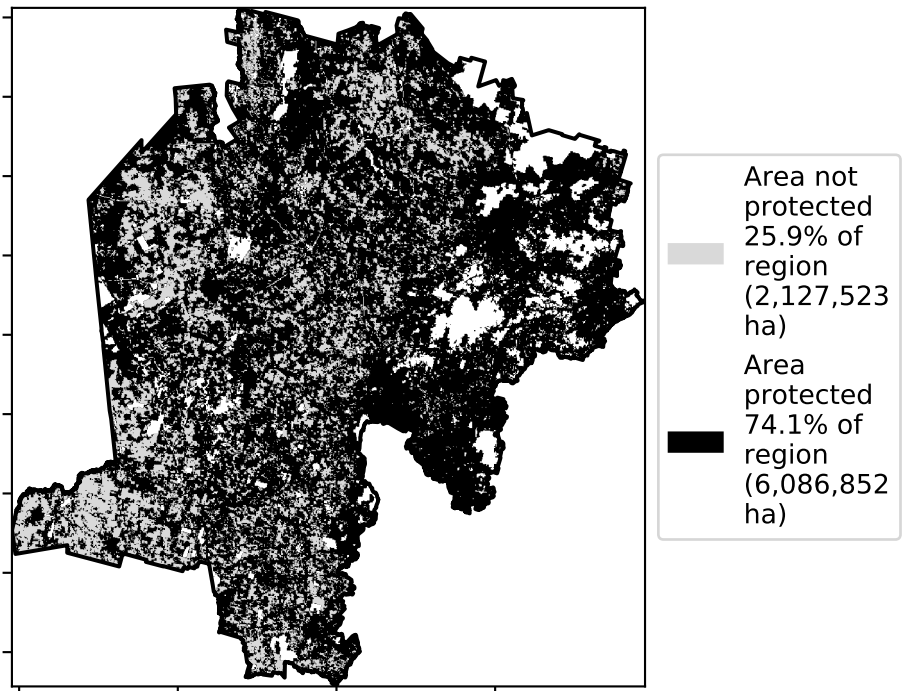 Area not
protected
25.9% of
region
(2,127,523
ha)
Area
protected
74.1% of
region
(6,086,852
ha)